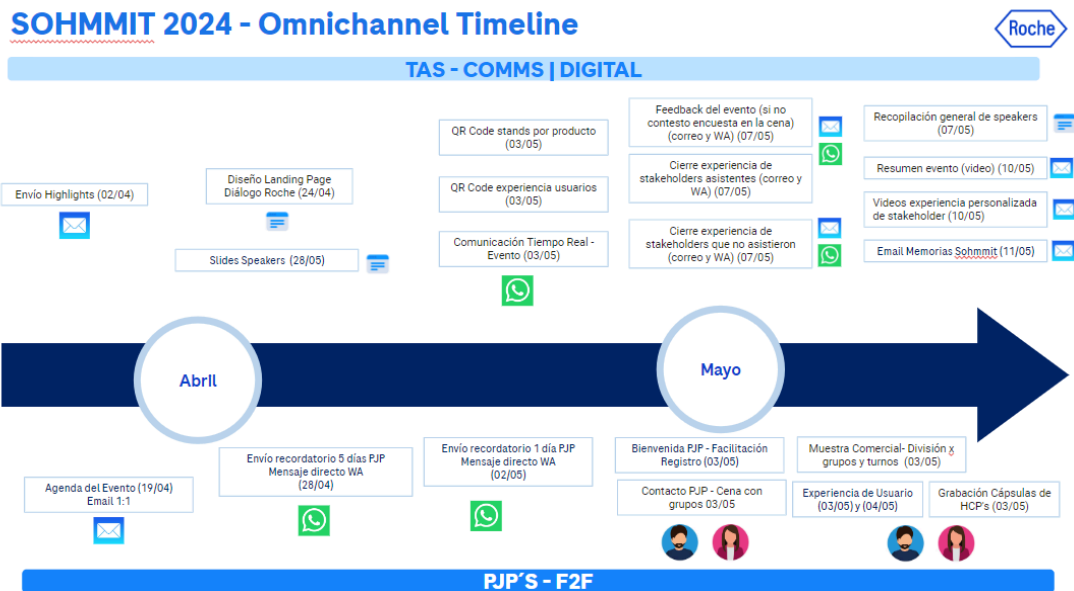 SOHMMIT 2024 - Omnichannel Timeline
Roche
TAS - COMMS | DIGITAL
Envío Highlights (02/04)
Diseño Landing Page
Diálogo Roche (24/04)
Slides Speakers (28/05)
QR Code stands por producto
(03/05)
QR Code experiencia usuarios
(03/05)
Comunicación Tiempo Real -
Evento (03/05)
Feedback del evento (si no
contesto encuesta en la cena)
(correo y WA) (07/05)
Cierre experiencia de
stakeholders asistentes (correo y
WA) (07/05)
Cierre experiencia de
stakeholders que no asistieron
(correo y WA) (07/05)
Recopilación general de speakers
(07/05)
Resumen evento (video) (10/05)
Videos experiencia personalizada
de stakeholder (10/05)
Email Memorias Sohmmit (11/05)
Abril
Mayo
Agenda del Evento (19/04)
Email 1:1
Envío recordatorio 5 días PJP
Mensaje directo WA
(28/04)
Envío recordatorio 1 día PJP
Mensaje directo WA
(02/05)
Bienvenida PJP - Facilitación
Registro (03/05)
Contacto PJP - Cena con
grupos 03/05
Muestra Comercial- División x
grupos y turnos (03/05)
Experiencia de Usuario
(03/05) y (04/05)
Grabación Cápsulas de
HCP's (03/05)
PJP´S - F2F